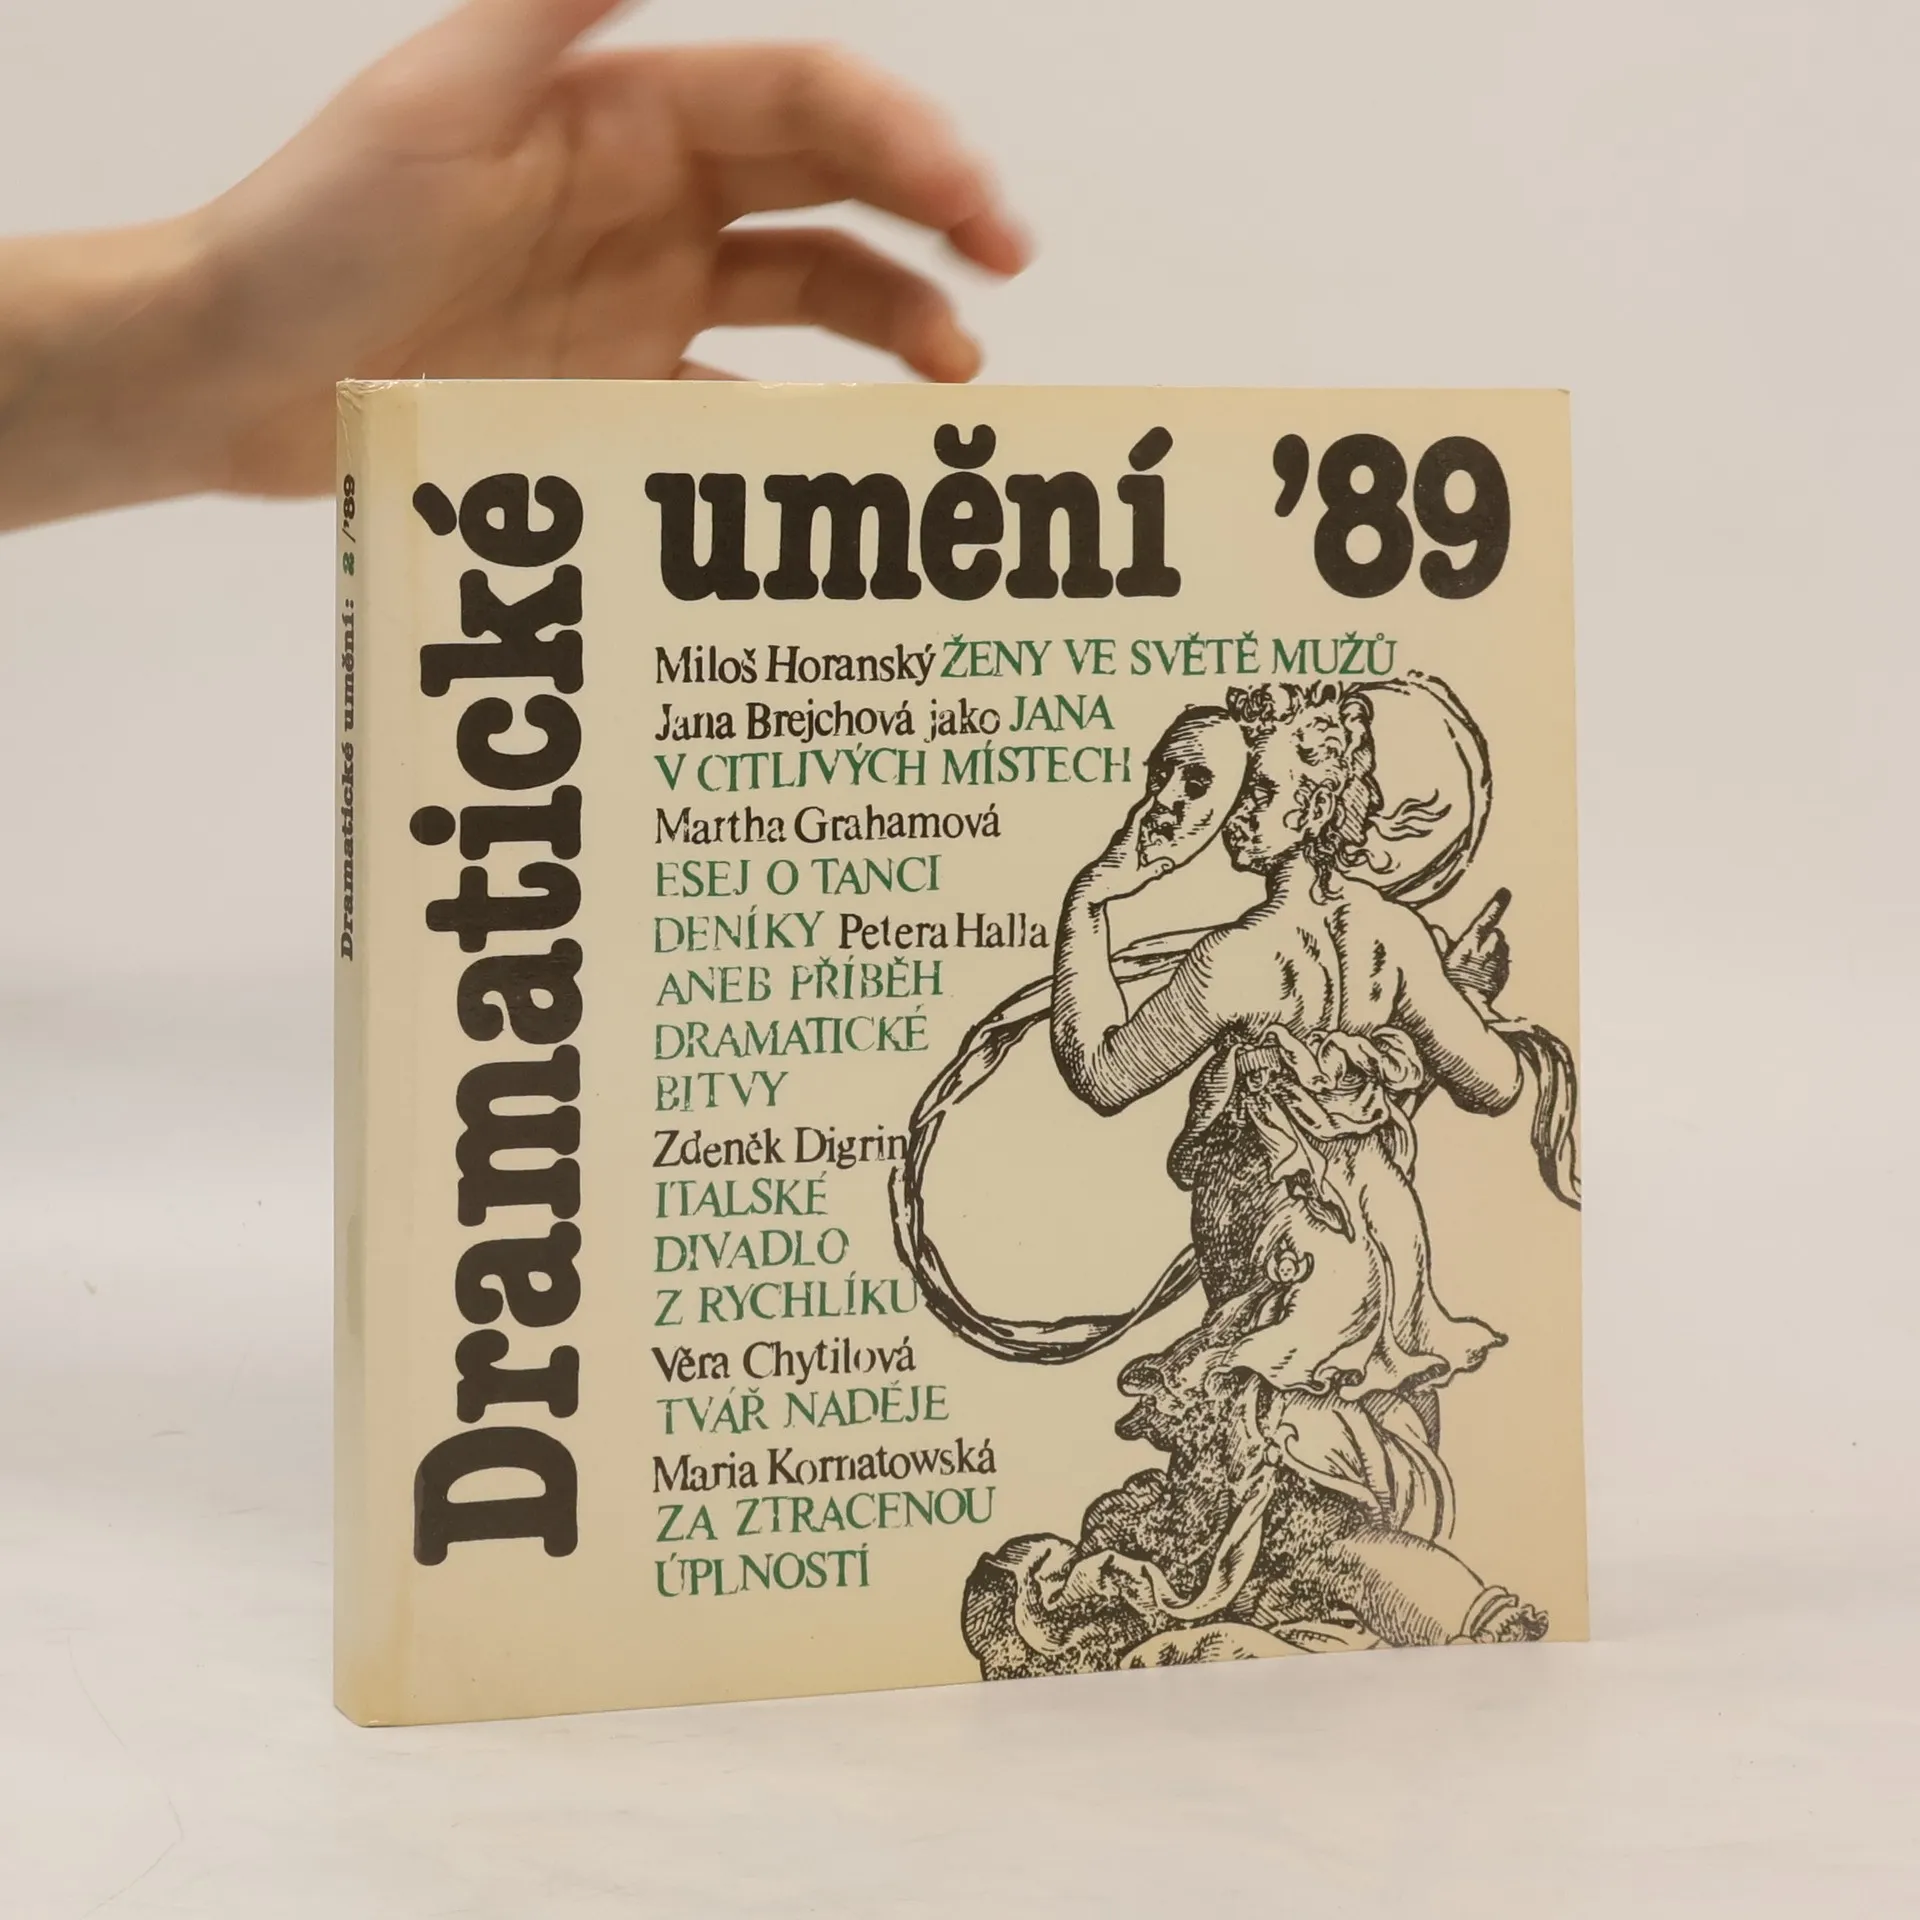 Dramatické umění: 2/'89
Dramatické
umění '89
Miloš Horanský ŽENY VE SVĚTĚ MUŽŮ
Jana Brejchová jako JANA
V CITLIVÝCH MÍSTECH
Martha Grahamová
ESEJ O TANCI
DENÍKY Petera Halla
ANEB PŘÍBĚH
DRAMATICKÉ
BITVY
Zdeněk Digrin
ITALSKÉ
DIVADLO
Z RYCHLÍKU
Věra Chytilová
TVÁŘ NADĚJE
Maria Kornatowská
ZA ZTRACENOU
ÚPLNOSTÍ